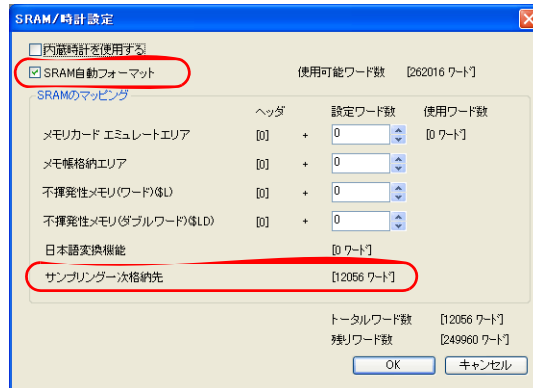 SRAM/時計設定
内蔵時計を使用する
SRAM自動フォーマット 使用可能ワード数 [262016 ワード]
SRAMのマッピング
ヘッダ 設定ワード数 使用ワード数
メモリカード エミュレートエリア [0] + 0 [0 ワード]
メモ帳格納エリア [0] + 0
不揮発性メモリ(ワード)($L) [0] + 0
不揮発性メモリ(ダブルワード)($LD) [0] + 0
日本語変換機能 [0 ワード]
サンプリング一次格納先 [12056 ワード]
トータルワード数 [12056 ワード]
残りワード数 [249960 ワード]
OK キャンセル